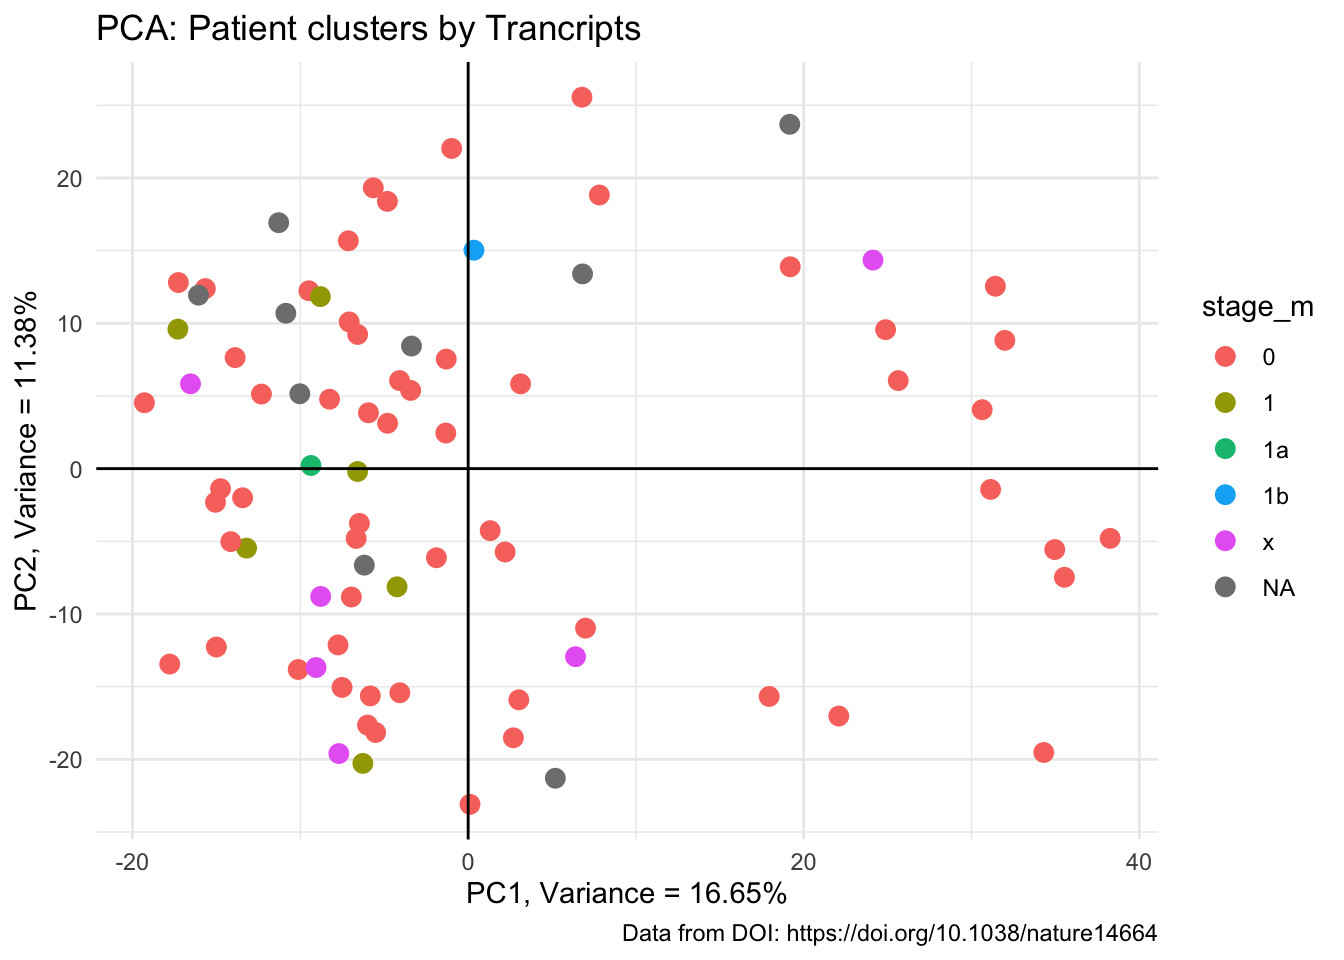 PCA: Patient clusters by Trancripts
PC2, Variance = 11.38%
20
10
0
-10
-20
-20
0
20
40
PC1, Variance = 16.65%
Data from DOI: https://doi.org/10.1038/nature14664
stage_m
0
1
1a
1b
x
NA